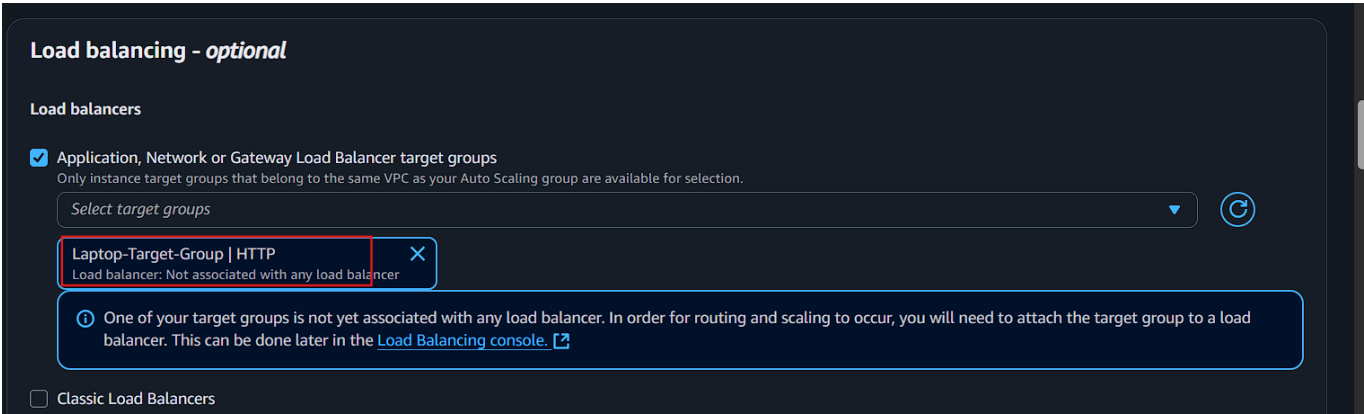 Load balancing - optional
Load balancers
Application, Network or Gateway Load Balancer target groups
Only instance target groups that belong to the same VPC as your Auto Scaling group are available for selection.
Select target groups
Laptop-Target-Group | HTTP
Load balancer: Not associated with any load balancer
One of your target groups is not yet associated with any load balancer. In order for routing and scaling to occur, you will need to attach the target group to a load
balancer. This can be done later in the Load Balancing console.
Classic Load Balancers